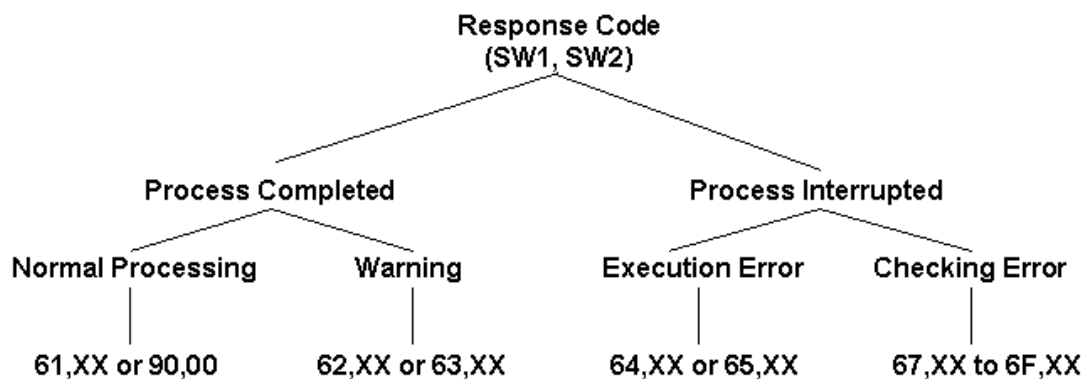 Response Code
(SW1, SW2)
Process Completed
Process Interrupted
Normal Processing
Warning
Execution Error
Checking Error
61,XX or 90,00
62,XX or 63,XX
64,XX or 65,XX
67,XX to 6F,XX